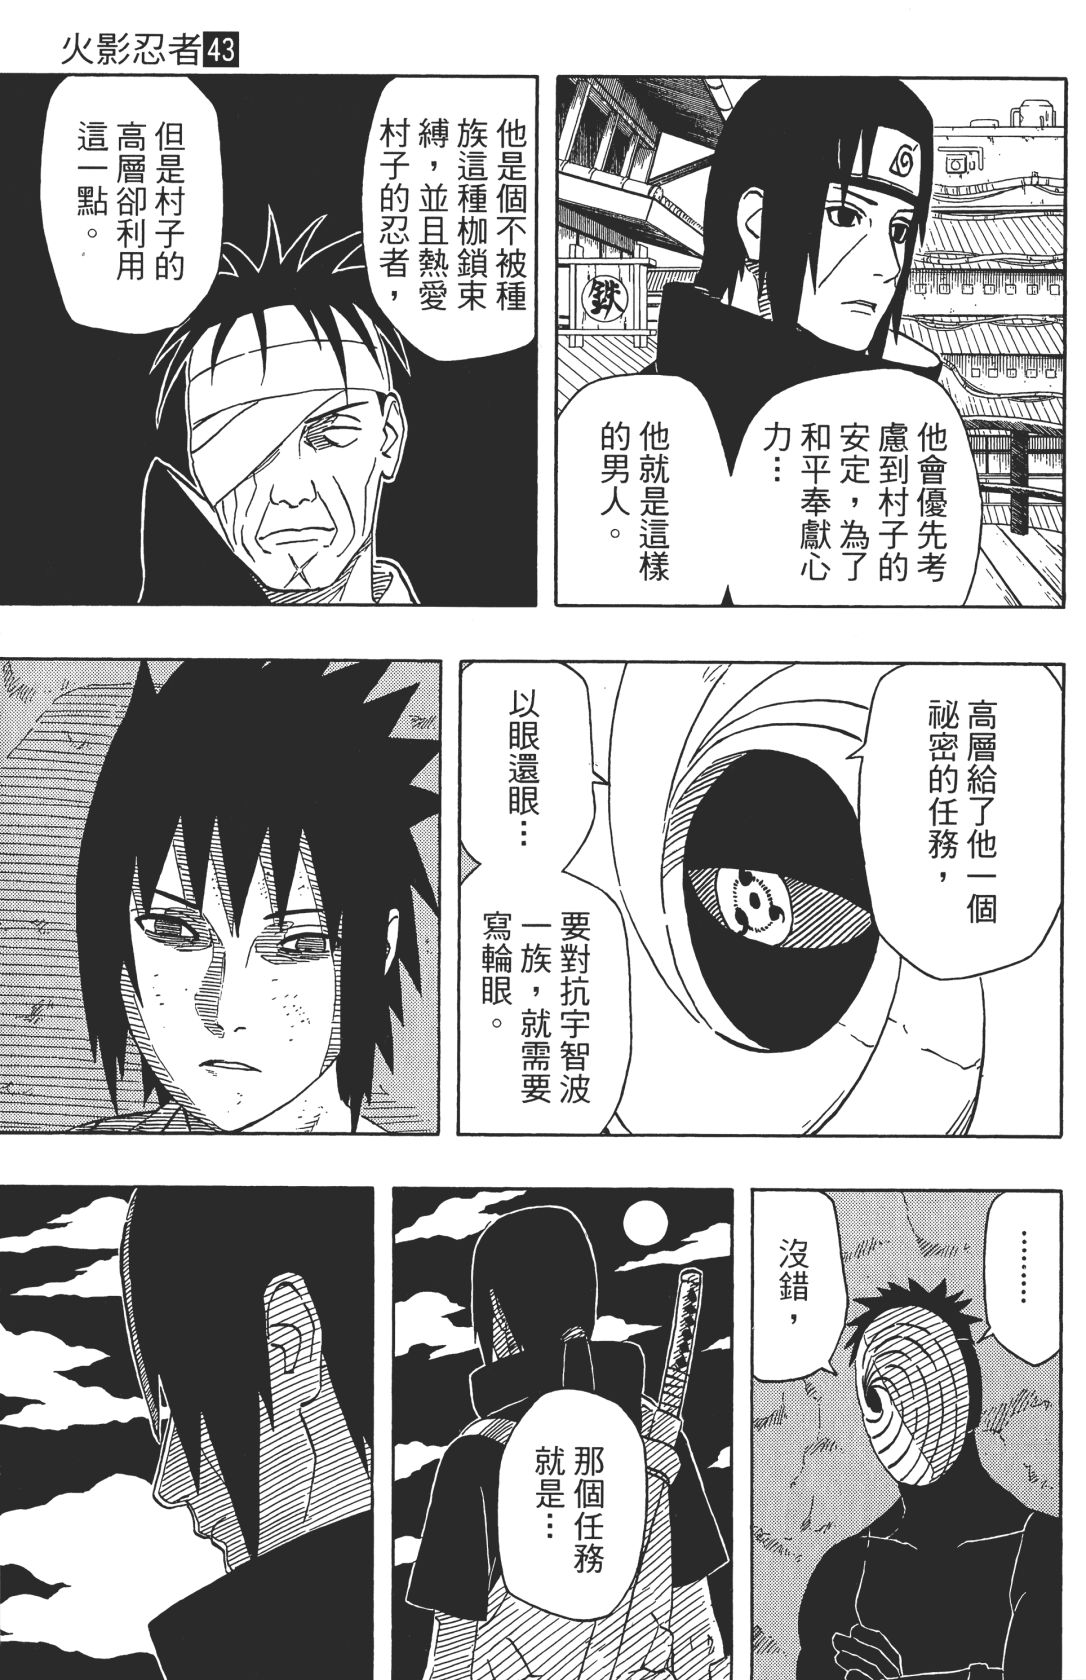 火影忍者43
鉄
他會優先考
慮到村子的
安定，為了
和平奉獻心
力…
他就是這樣
的男人。
他是個不被種
族這種枷鎖束
縛，並且熱愛
村子的忍者，
但是村子的
高層卻利用
這一點。
高層給了他一個
祕密的任務，
以眼還眼…
要對抗宇智波
一族，就需要
寫輪眼。
………
沒錯，
那個任務
就是…